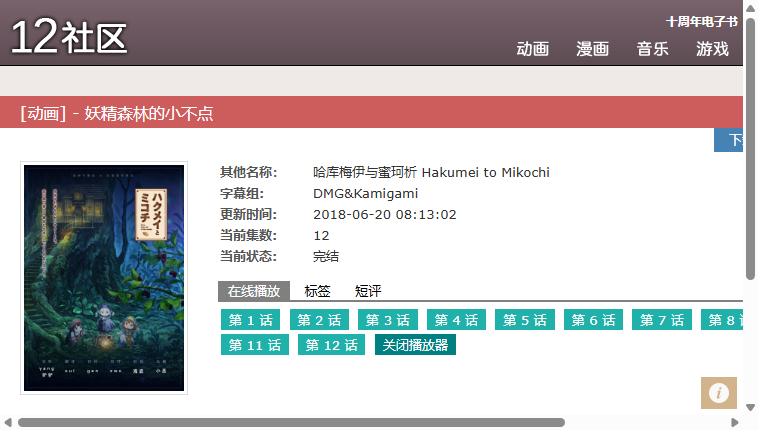 12社区
十周年电子书
动画 漫画 音乐 游戏
[动画] - 妖精森林的小不点
下
ハクメイと
ミコチ
其他名称: 哈库梅伊与蜜珂析 Hakumei to Mikochi
字幕组: DMG&Kamigami
更新时间: 2018-06-20 08:13:02
当前集数: 12
当前状态: 完结
在线播放 标签 短评
第 1 话 第 2 话 第 3 话 第 4 话 第 5 话 第 6 话 第 7 话 第 8
第 11 话 第 12 话 关闭播放器
i